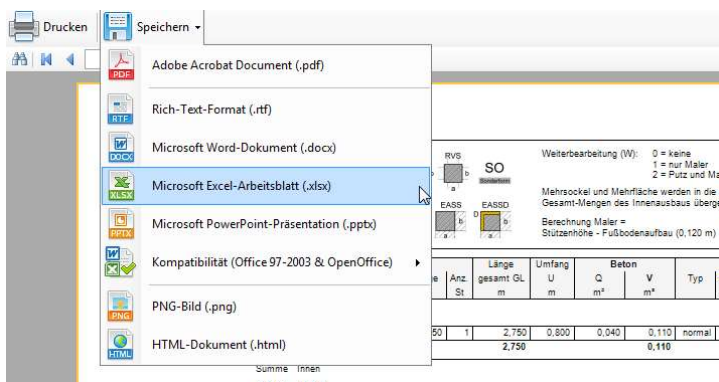 Drucken
Speichern
PDF
Adobe Acrobat Document (.pdf)
RTF
Rich-Text-Format (.rtf)
DOCX
Microsoft Word-Dokument (.docx)
XLSX
Microsoft Excel-Arbeitsblatt (.xlsx)
Microsoft PowerPoint-Präsentation (.pptx)
Kompatibilität (Office 97-2003 & OpenOffice)
PNG
PNG-Bild (.png)
HTML
HTML-Dokument (.html)
RVS
SO
Sonderform
b
a
EASS
EASSD
b
b
a
a
Weiterbearbeitung (W): 0 = keine
1 = nur Maler
2 = Putz und Ma
Mehrsockel und Mehrfläche werden in die
Gesamt-Mengen des Innenausbaus überge
Berechnung Maler =
Stützenhöhe - Fußbodenaufbau (0,120 m)
Länge Umfang Beton
e Anz. gesamt GL U Q V Typ
St m m m² m³
50 1 2,750 0,800 0,040 0,110 normal
2,750 0,110
Summe Innen